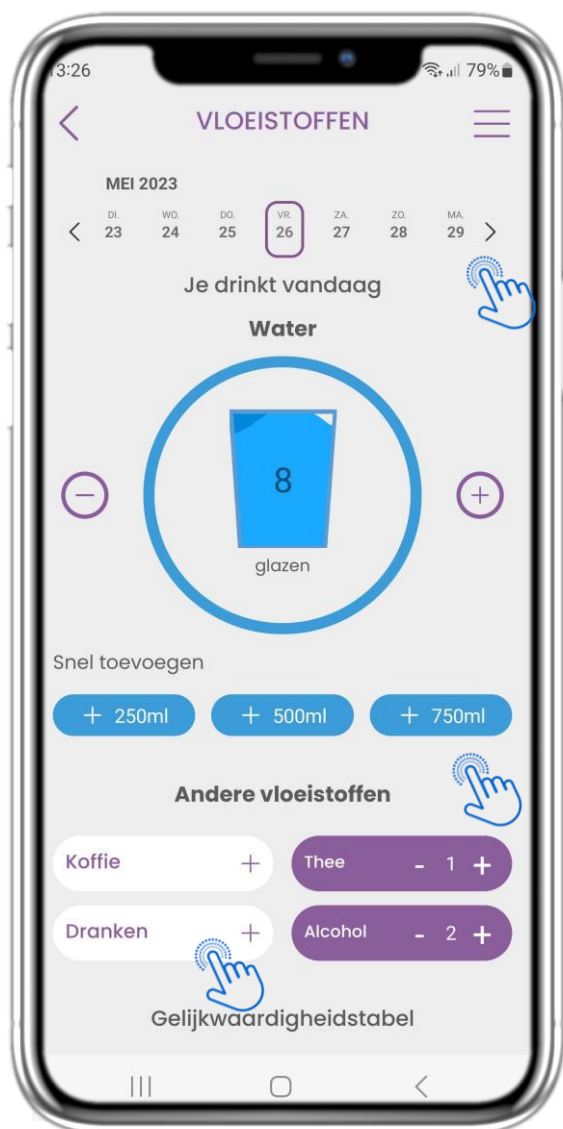 3:26 79%
VLOEISTOFFEN
MEI 2023
DI. WO. DO. VR. ZA. ZO. MA.
23 24 25 26 27 28 29
Je drinkt vandaag
Water
8
glazen
Snel toevoegen
+ 250ml + 500ml + 750ml
Andere vloeistoffen
Koffie + Thee - 1 +
Dranken + Alcohol - 2 +
Gelijkwaardigheidstabel